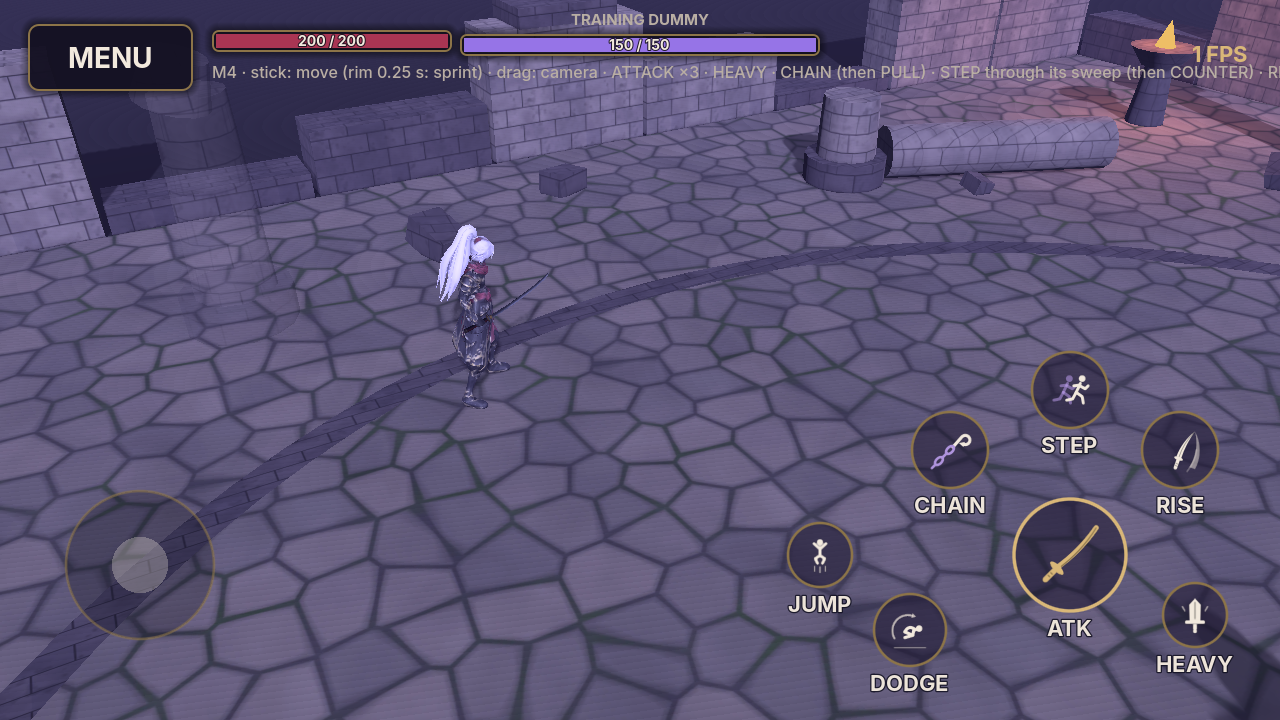 TRAINING DUMMY
MENU
200 / 200
150 / 150
1 FPS
M4 · stick: move (rim 0.25 s: sprint) · drag: camera · ATTACK ×3 · HEAVY · CHAIN (then PULL) · STEP through its sweep (then COUNTER) ·
STEP
CHAIN
RISE
JUMP
ATK
HEAVY
DODGE